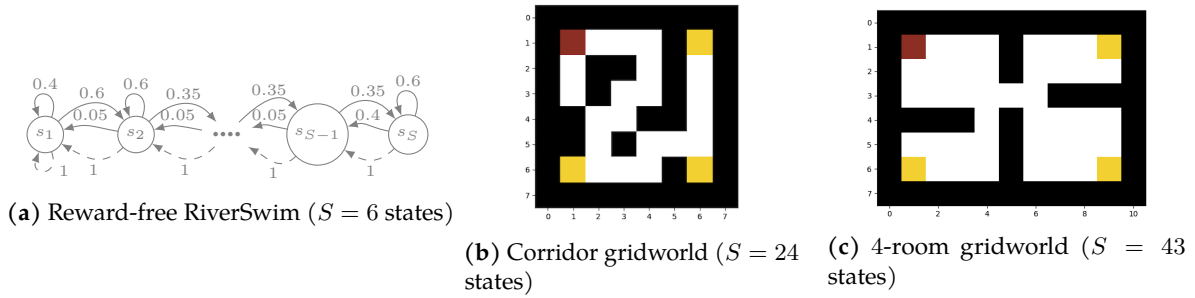 0.4
0.6
0.6
0.35
0.35
0.35
0.6
0.05
0.05
0.05
0.4
s₁
s₂
s_{S−1}
s_S
1
1
1
1
1
(a) Reward-free RiverSwim (S = 6 states)
0
1
2
3
4
5
6
7
0 1 2 3 4 5 6 7
(b) Corridor gridworld (S = 24
states)
0
1
2
3
4
5
6
7
0 2 4 6 8 10
(c) 4-room gridworld (S = 43
states)